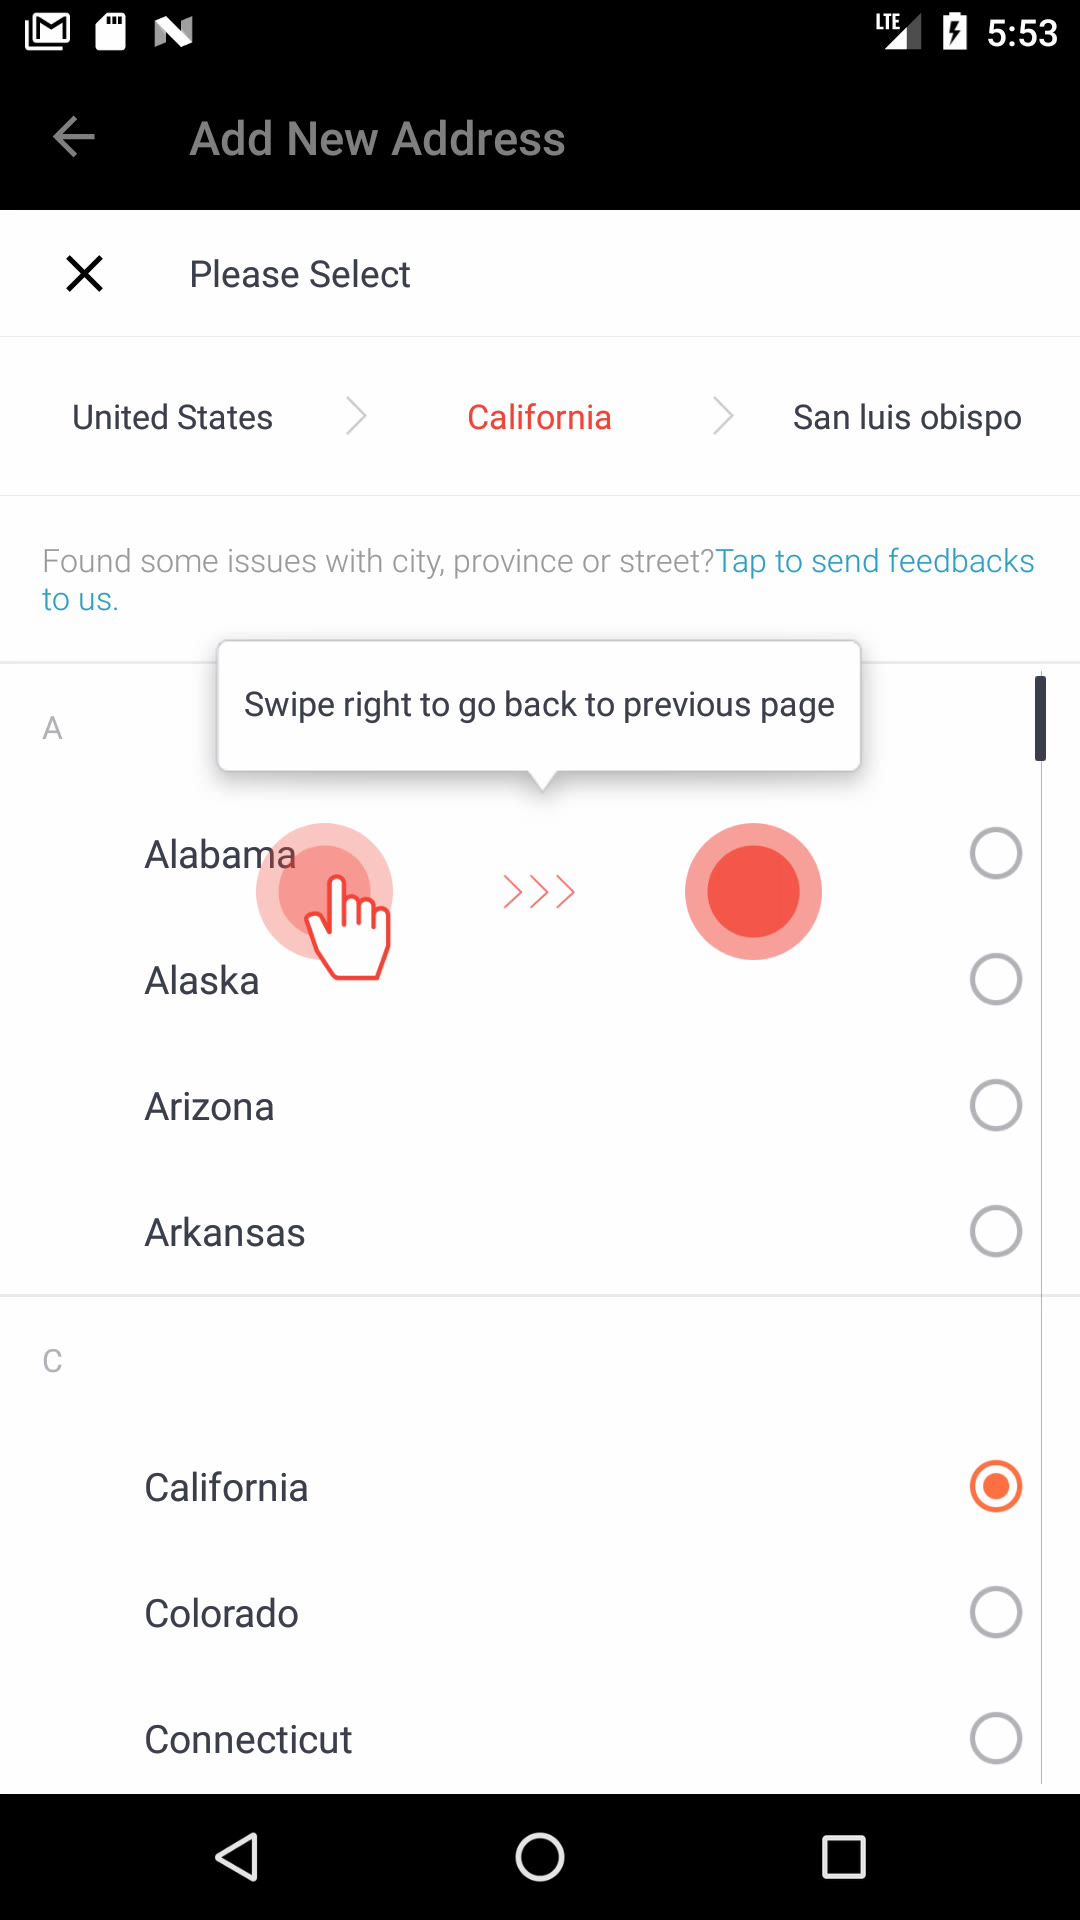 LTE 5:53
Add New Address
Please Select
United States California San luis obispo
Found some issues with city, province or street?Tap to send feedbacks
to us.
Swipe right to go back to previous page
A
Alabama
Alaska
Arizona
Arkansas
C
California
Colorado
Connecticut